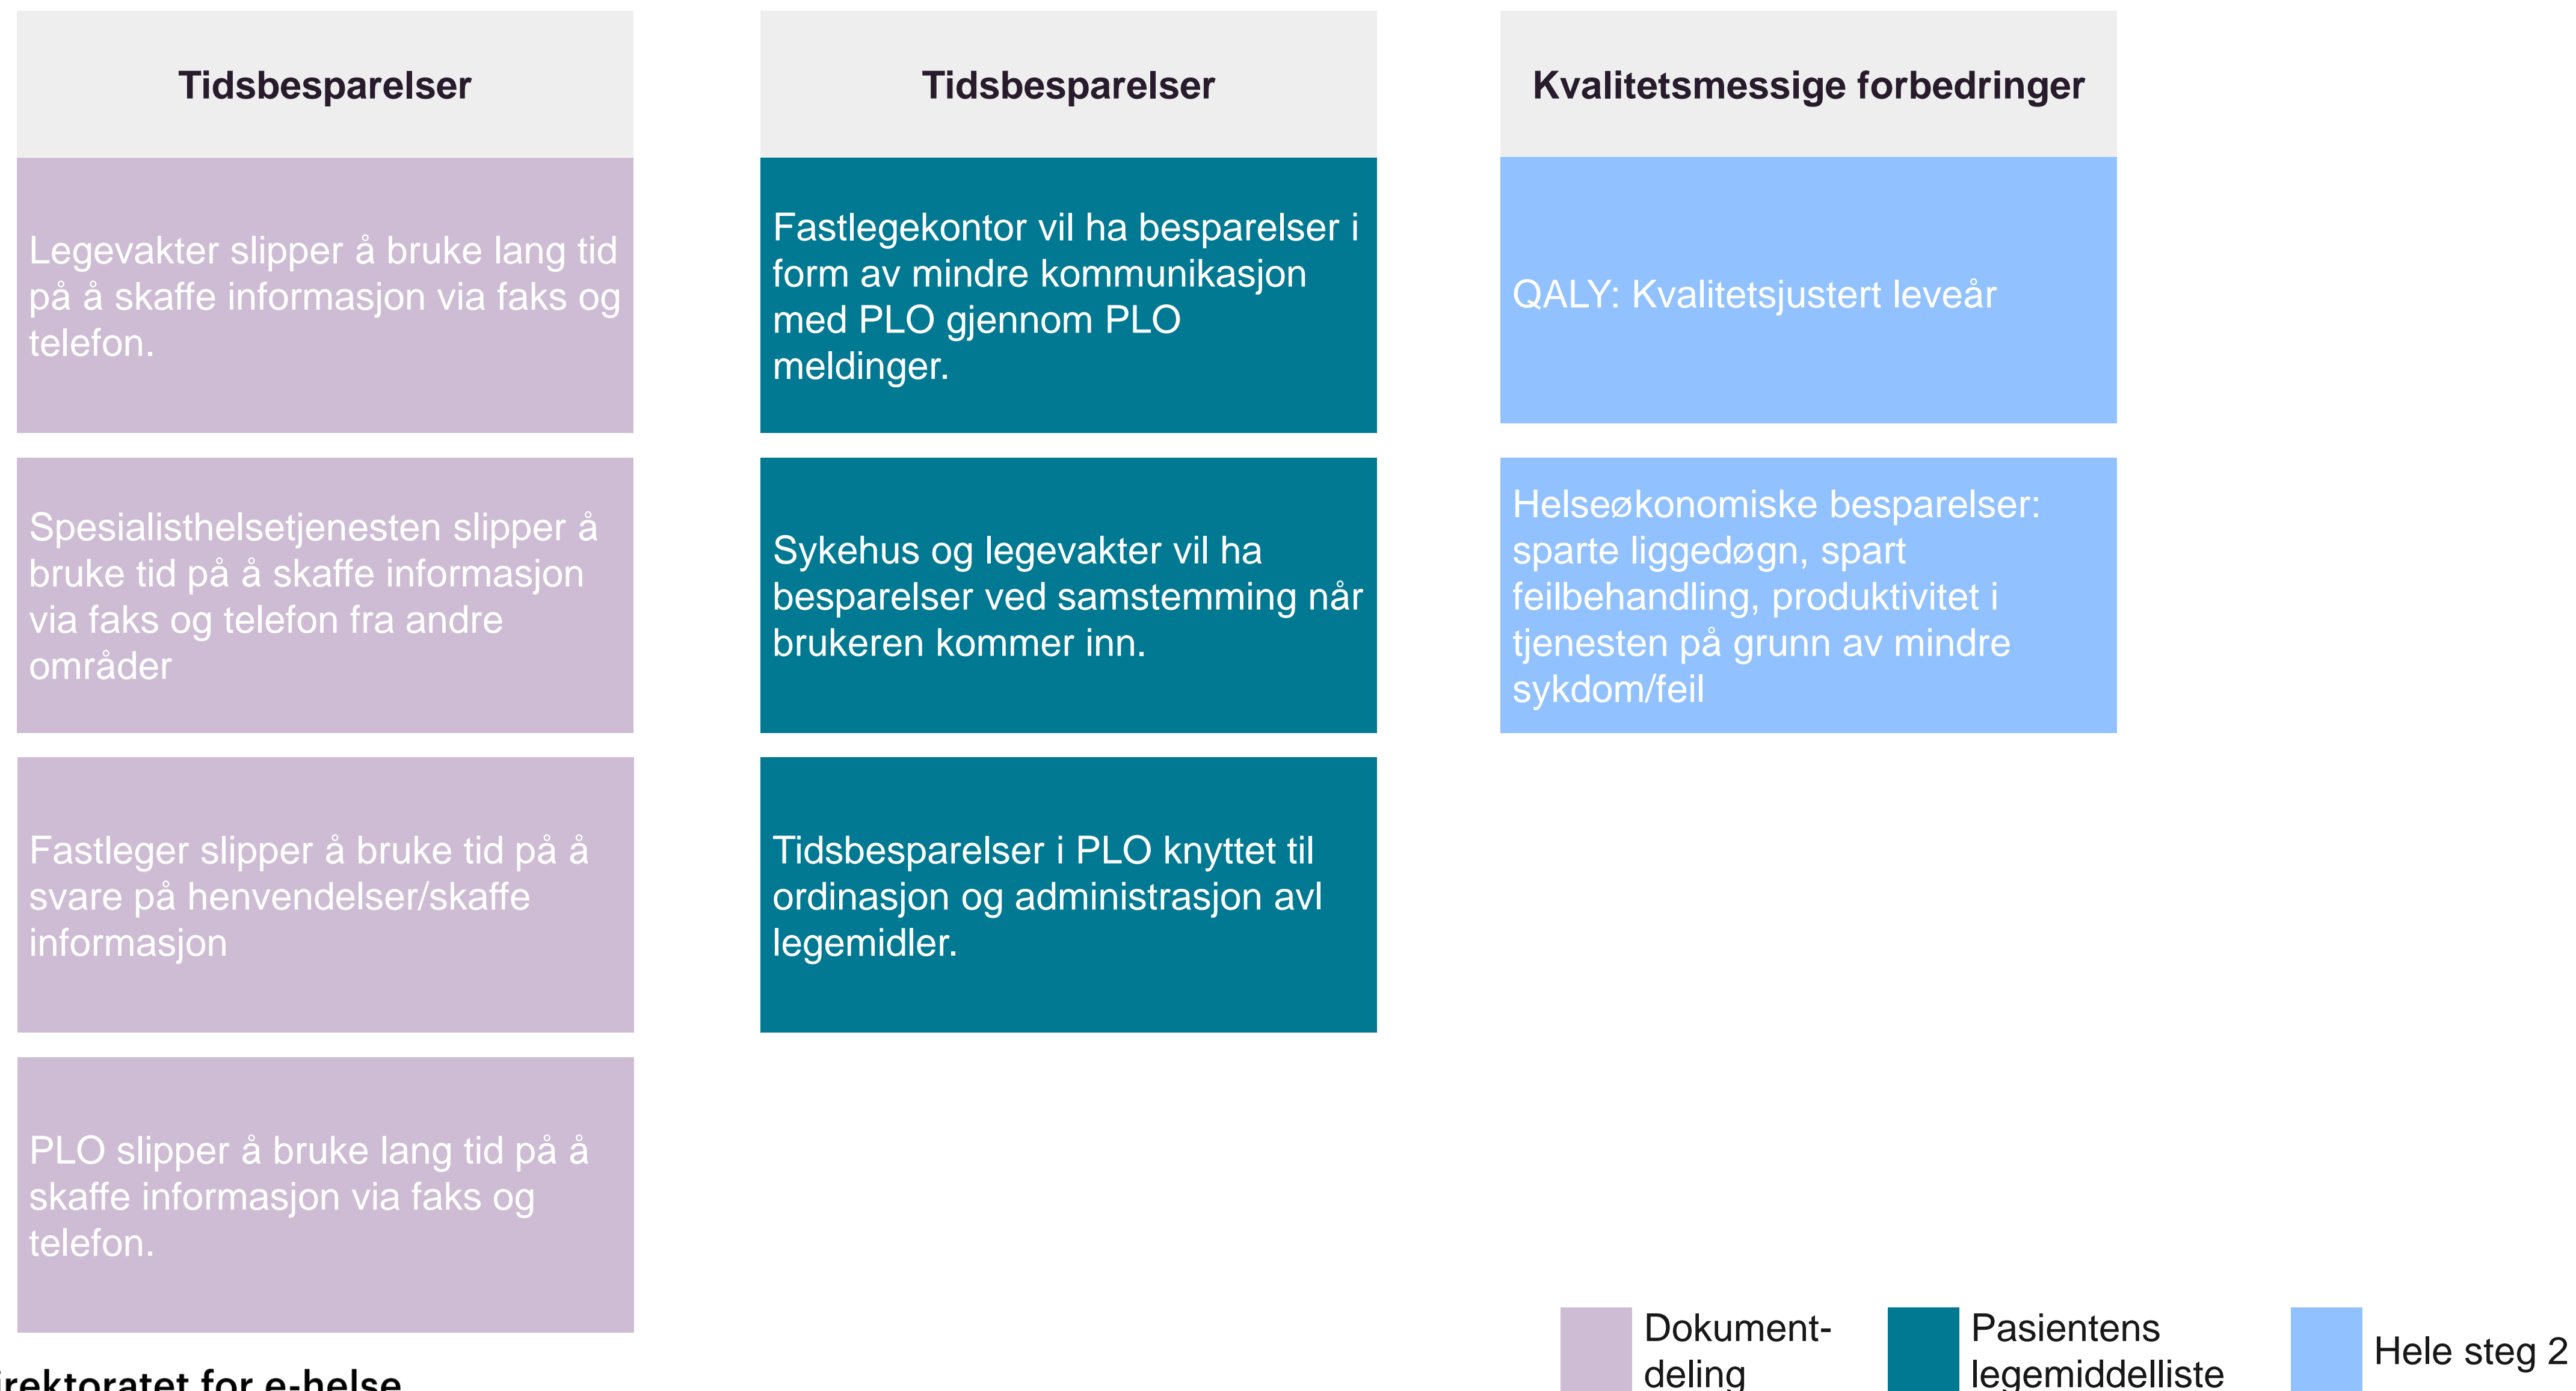 Tidsbesparelser
Legevakter slipper å bruke lang tid
på å skaffe informasjon via faks og
telefon.
Spesialisthelsetjenesten slipper å
bruke tid på å skaffe informasjon
via faks og telefon fra andre
områder
Fastleger slipper å bruke tid på å
svare på henvendelser/skaffe
informasjon
PLO slipper å bruke lang tid på å
skaffe informasjon via faks og
telefon.
Tidsbesparelser
Fastlegekontor vil ha besparelser i
form av mindre kommunikasjon
med PLO gjennom PLO
meldinger.
Sykehus og legevakter vil ha
besparelser ved samstemming når
brukeren kommer inn.
Tidsbesparelser i PLO knyttet til
ordinasjon og administrasjon avl
legemidler.
Kvalitetsmessige forbedringer
QALY: Kvalitetsjustert leveår
Helseøkonomiske besparelser:
sparte liggedøgn, spart
feilbehandling, produktivitet i
tjenesten på grunn av mindre
sykdom/feil
Dokument-
deling
Pasientens
legemiddelliste
Hele steg 2
irektoratet for e-helse